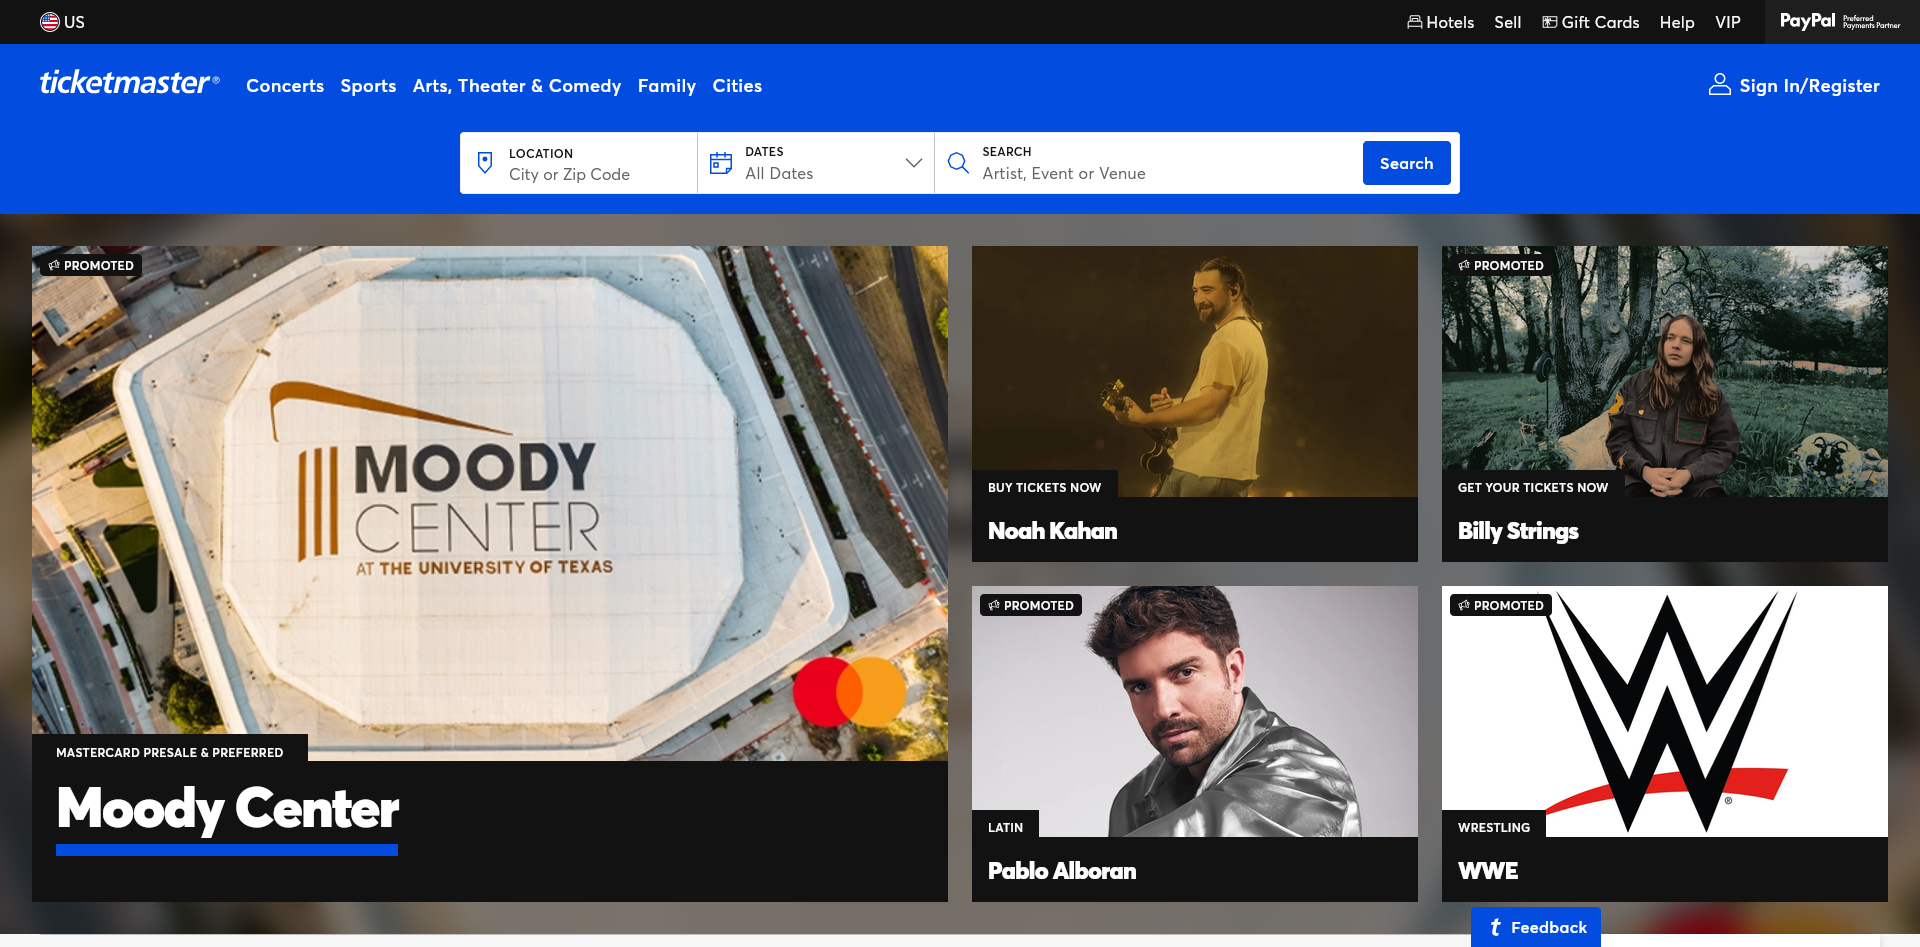 US
Hotels
Sell
Gift Cards
Help
VIP
PayPal
Preferred
Payments Partner
ticketmaster®
Concerts
Sports
Arts, Theater & Comedy
Family
Cities
Sign In/Register
LOCATION
City or Zip Code
DATES
All Dates
SEARCH
Artist, Event or Venue
Search
PROMOTED
MOODY
CENTER
AT THE UNIVERSITY OF TEXAS
MASTERCARD PRESALE & PREFERRED
Moody Center
BUY TICKETS NOW
Noah Kahan
PROMOTED
GET YOUR TICKETS NOW
Billy Strings
PROMOTED
LATIN
Pablo Alboran
PROMOTED
W
®
WRESTLING
WWE
t Feedback